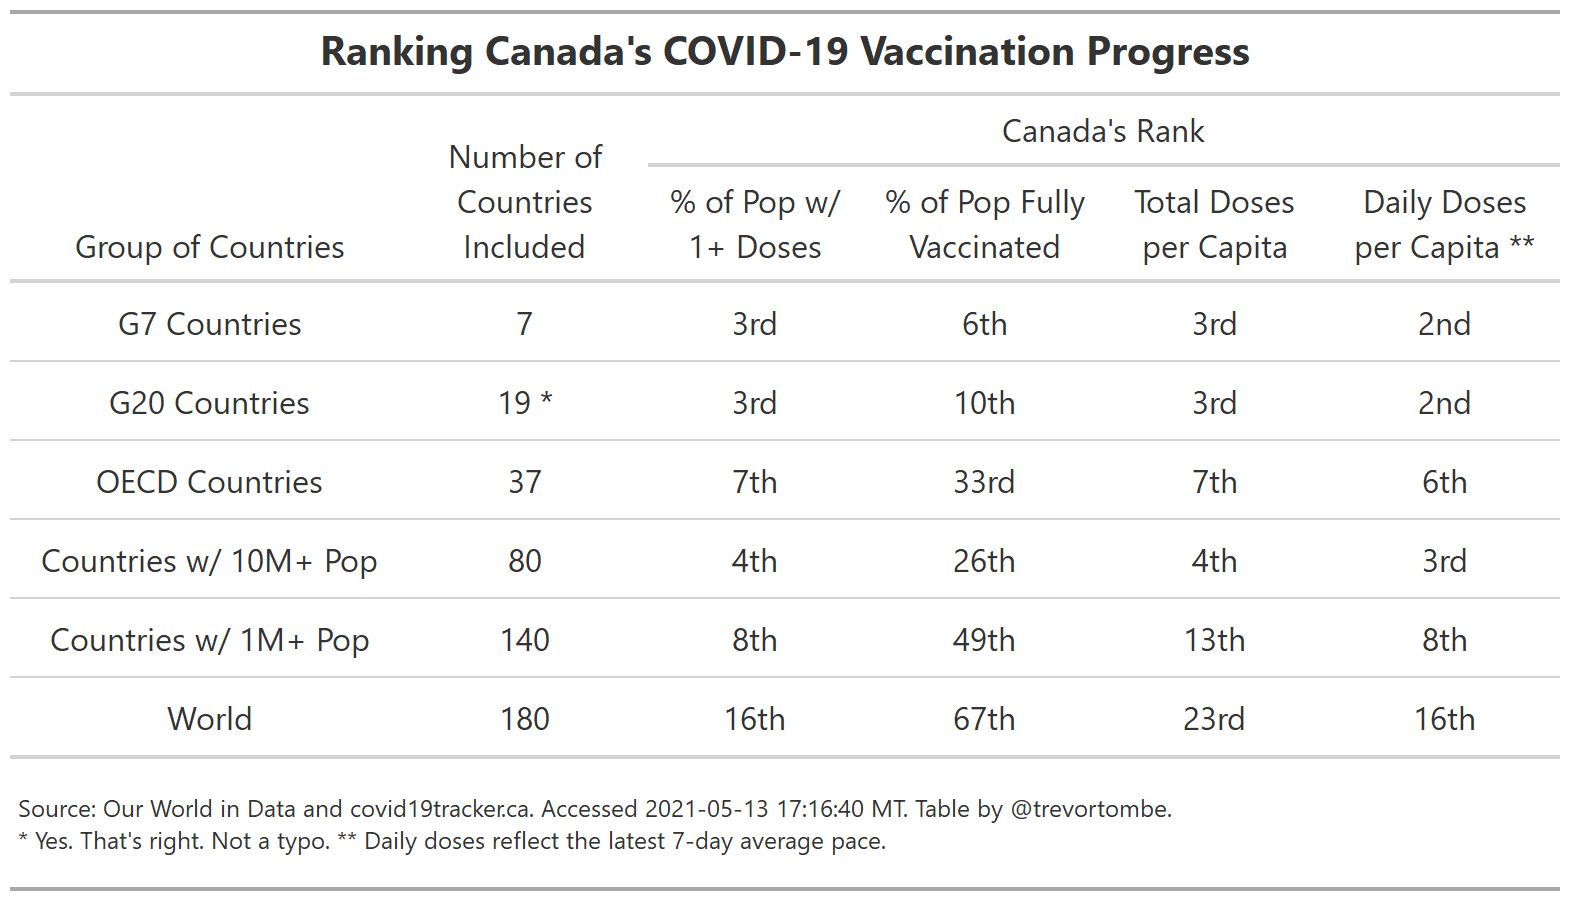 Ranking Canada's COVID-19 Vaccination Progress
Canada's Rank
Group of Countries
Number of
Countries
Included
% of Pop w/
1+ Doses
% of Pop Fully
Vaccinated
Total Doses
per Capita
Daily Doses
per Capita **
G7 Countries 7 3rd 6th 3rd 2nd
G20 Countries 19 * 3rd 10th 3rd 2nd
OECD Countries 37 7th 33rd 7th 6th
Countries w/ 10M+ Pop 80 4th 26th 4th 3rd
Countries w/ 1M+ Pop 140 8th 49th 13th 8th
World 180 16th 67th 23rd 16th
Source: Our World in Data and covid19tracker.ca. Accessed 2021-05-13 17:16:40 MT. Table by @trevortombe.
* Yes. That's right. Not a typo. ** Daily doses reflect the latest 7-day average pace.